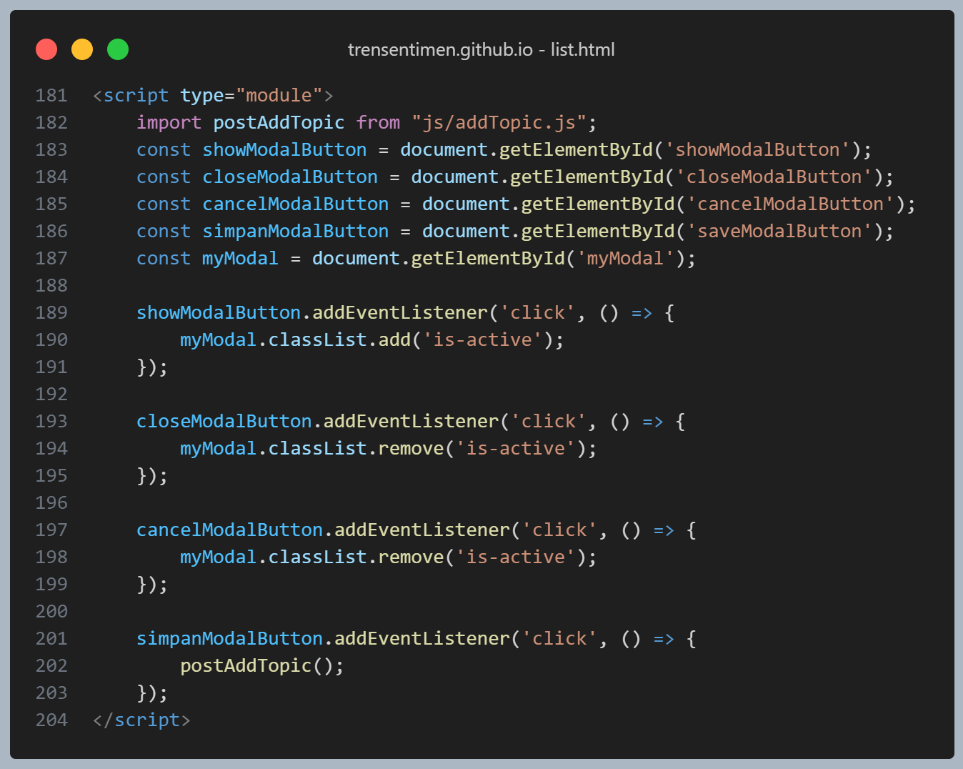 trensentimen.github.io - list.html
181 <script type="module">
182     import postAddTopic from "js/addTopic.js";
183     const showModalButton = document.getElementById('showModalButton');
184     const closeModalButton = document.getElementById('closeModalButton');
185     const cancelModalButton = document.getElementById('cancelModalButton');
186     const simpanModalButton = document.getElementById('saveModalButton');
187     const myModal = document.getElementById('myModal');
188
189     showModalButton.addEventListener('click', () => {
190         myModal.classList.add('is-active');
191     });
192
193     closeModalButton.addEventListener('click', () => {
194         myModal.classList.remove('is-active');
195     });
196
197     cancelModalButton.addEventListener('click', () => {
198         myModal.classList.remove('is-active');
199     });
200
201     simpanModalButton.addEventListener('click', () => {
202         postAddTopic();
203     });
204 </script>